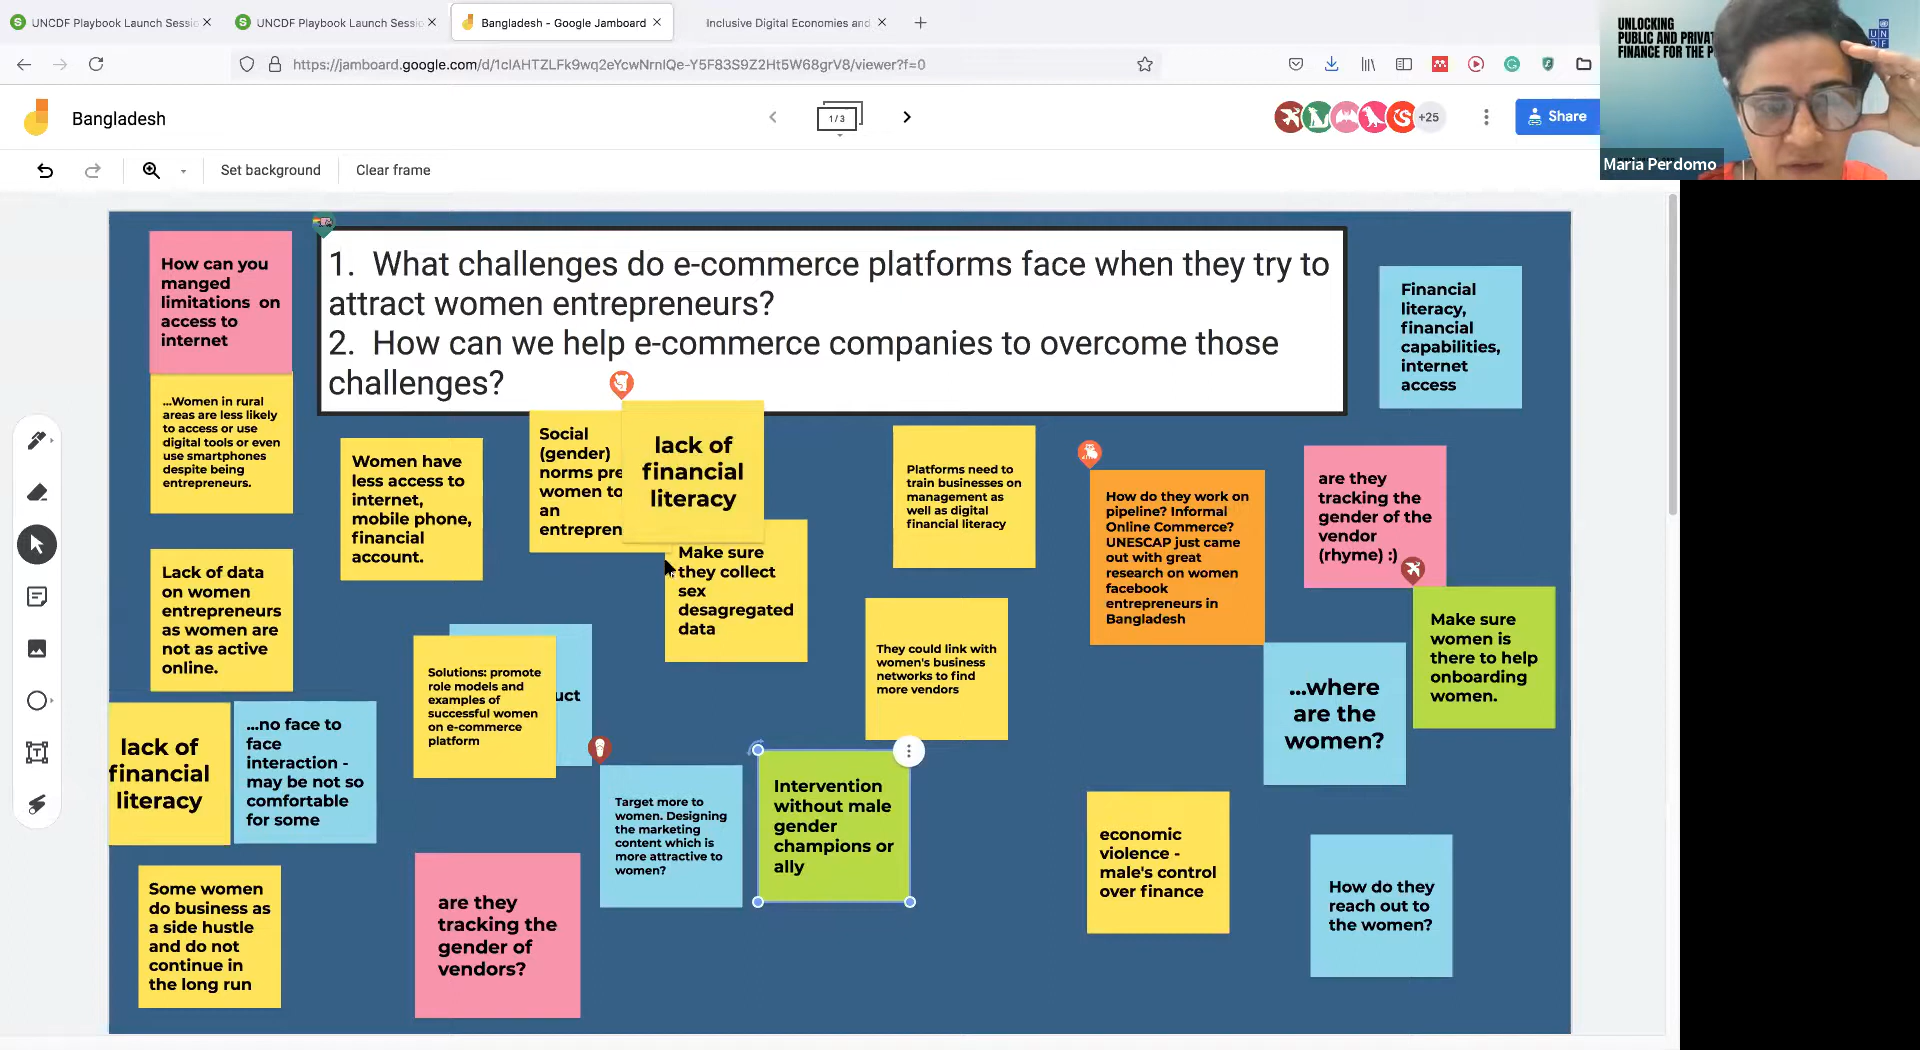 UNCDF Playbook Launch Sessi
UNCDF Playbook Launch Sessi
Bangladesh - Google Jamboard
Inclusive Digital Economies and
https://jamboard.google.com/d/1clAHTZLFk9wq2eYcwNrnlQe-Y5F83S9Z2Ht5W68grV8/viewer?f=0
UNLOCKING
PUBLIC AND PRIVAT
FINANCE FOR THE P
UN
DF
Maria Perdomo
Bangladesh
1/3
+25
Share
Set background
Clear frame
1. What challenges do e-commerce platforms face when they try to
attract women entrepreneurs?
2. How can we help e-commerce companies to overcome those
challenges?
How can you
manged
limitations on
access to
internet
Financial
literacy,
financial
capabilities,
internet
access
...Women in rural
areas are less likely
to access or use
digital tools or even
use smartphones
despite being
entrepreneurs.
Women have
less access to
internet,
mobile phone,
financial
account.
Social
(gender)
norms pre
women to
an
entrepren
lack of
financial
literacy
Make sure
they collect
sex
desagregated
data
Platforms need to
train businesses on
management as
well as digital
financial literacy
How do they work on
pipeline? Informal
Online Commerce?
UNESCAP just came
out with great
research on women
facebook
entrepreneurs in
Bangladesh
are they
tracking the
gender of the
vendor
(rhyme) :)
Lack of data
on women
entrepreneurs
as women are
not as active
online.
Solutions: promote
role models and
examples of
successful women
on e-commerce
platform
uct
They could link with
women's business
networks to find
more vendors
...where
are the
women?
Make sure
women is
there to help
onboarding
women.
lack of
financial
literacy
...no face to
face
interaction -
may be not so
comfortable
for some
Target more to
women. Designing
the marketing
content which is
more attractive to
women?
Intervention
without male
gender
champions or
ally
economic
violence -
male's control
over finance
How do they
reach out to
the women?
Some women
do business as
a side hustle
and do not
continue in
the long run
are they
tracking the
gender of
vendors?